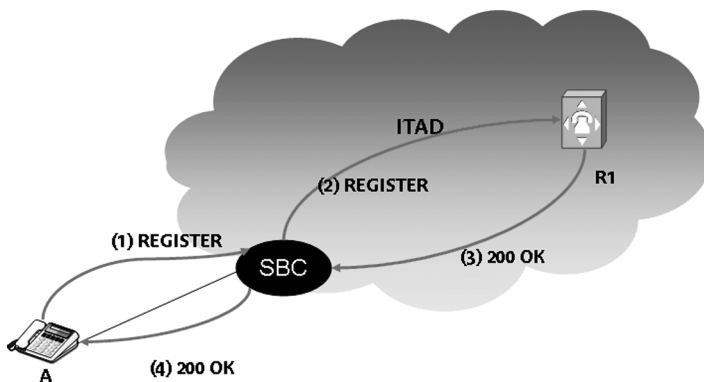 ITAD
(2) REGISTER
R1
(1) REGISTER
SBC
(3) 200 OK
(4) 200 OK
A